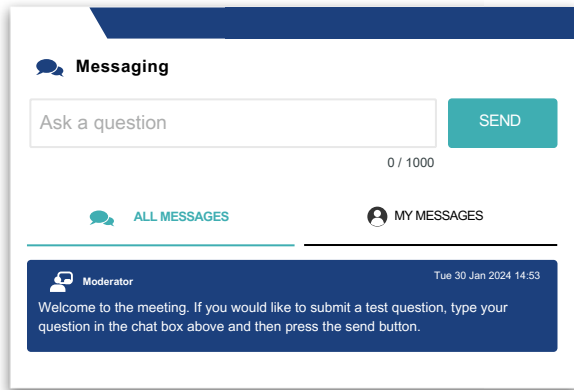 Messaging
Ask a question
SEND
0 / 1000
ALL MESSAGES
MY MESSAGES
Moderator
Tue 30 Jan 2024 14:53
Welcome to the meeting. If you would like to submit a test question, type your
question in the chat box above and then press the send button.